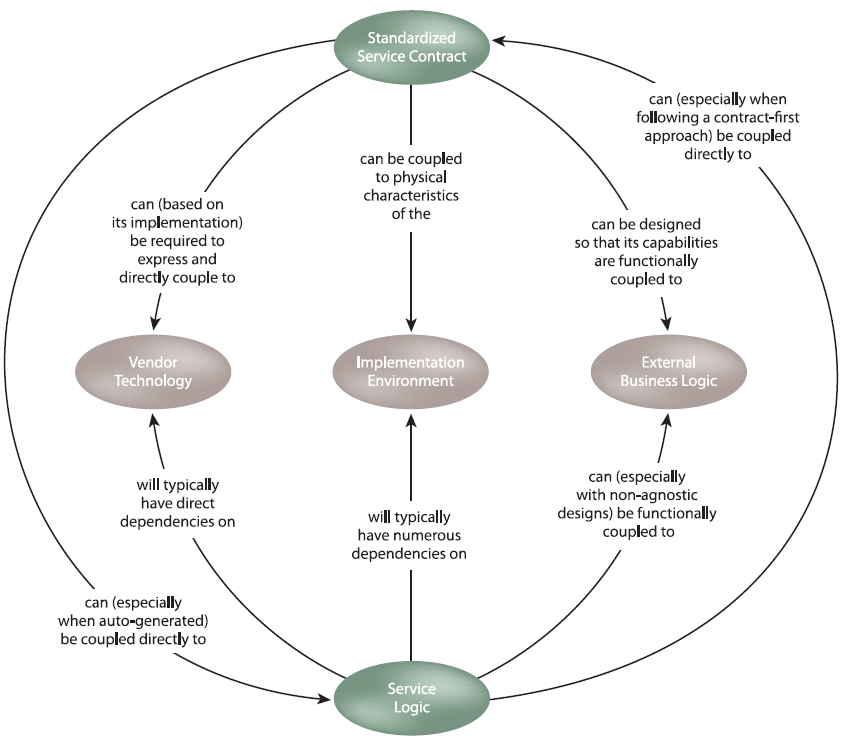 Standardized
Service Contract
can (especially when
following a contract-first
approach) be coupled
directly to
can be coupled
to physical
characteristics
of the
can (based on
its implementation)
be required to
express and
directly couple to
can be designed
so that its capabilities
are functionally
coupled to
Vendor
Technology
Implementation
Environment
External
Business Logic
will typically
have direct
dependencies on
will typically
have numerous
dependencies on
can (especially
with non-agnostic
designs) be functionally
coupled to
can (especially
when auto-generated)
be coupled directly to
Service
Logic